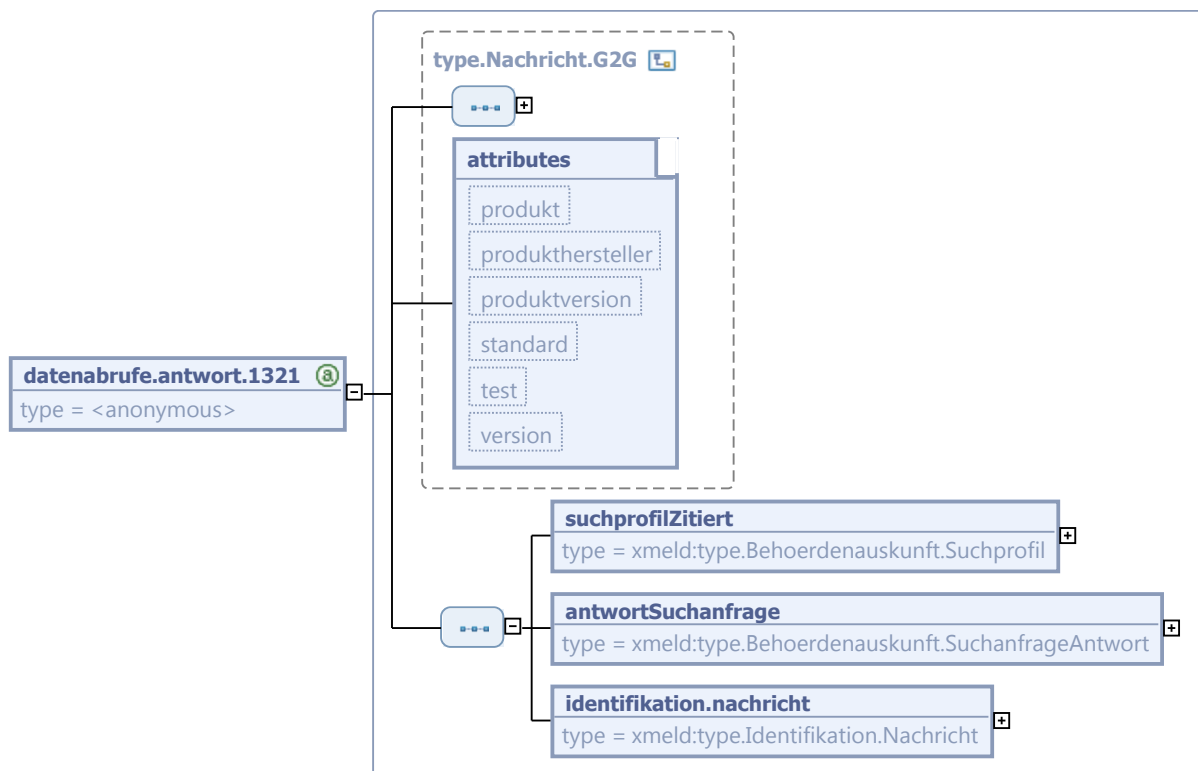 type.Nachricht.G2G
attributes
produkt
produkthersteller
produktversion
standard
test
version
datenabrufe.antwort.1321 @
type = <anonymous>
suchprofilZitiert
type = xmeld:type.Behoerdenauskunft.Suchprofil
antwortSuchanfrage
type = xmeld:type.Behoerdenauskunft.SuchanfrageAntwort
identifikation.nachricht
type = xmeld:type.Identifikation.Nachricht